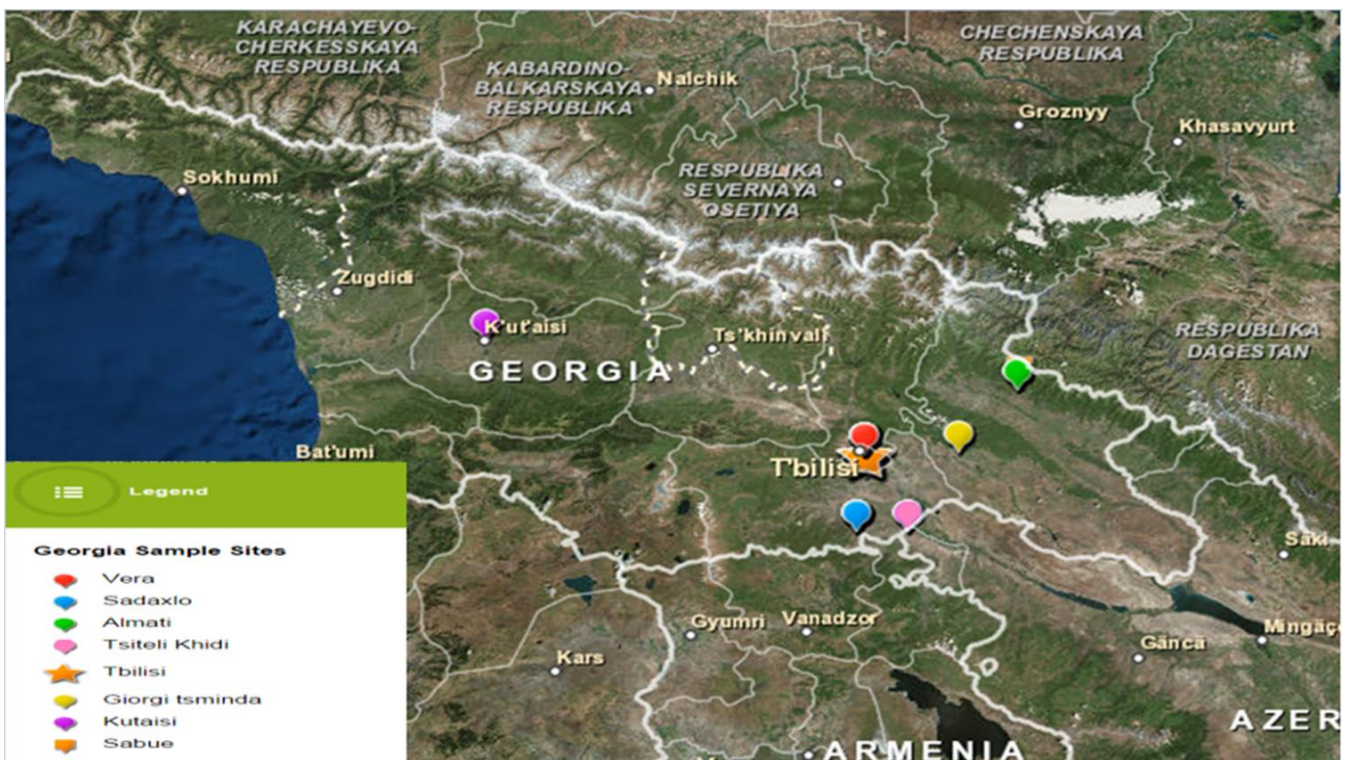 KARACHAYEVO-
CHERKESSKAYA
RESPUBLIKA
KABARDINO-
BALKARSKAYA
RESPUBLIKA
Nalchik
CHECHENSKAYA
RESPUBLIKA
Groznyy
Khasavyurt
Sokhumi
RESPUBLIKA
SEVERNAYA
OSETIYA
Zugdidi
K'ut'aisi
Ts'khinvali
RESPUBLIKA
DAGESTAN
GEORGIA
Bat'umi
T'bilisi
Legend
Georgia Sample Sites
Vera
Sadaxlo
Almati
Tsiteli Khidi
Tbilisi
Giorgi tsminda
Kutaisi
Sabue
Saki
Gyumri
Vanadzor
Kars
Gäncä
AZER
ARMENIA